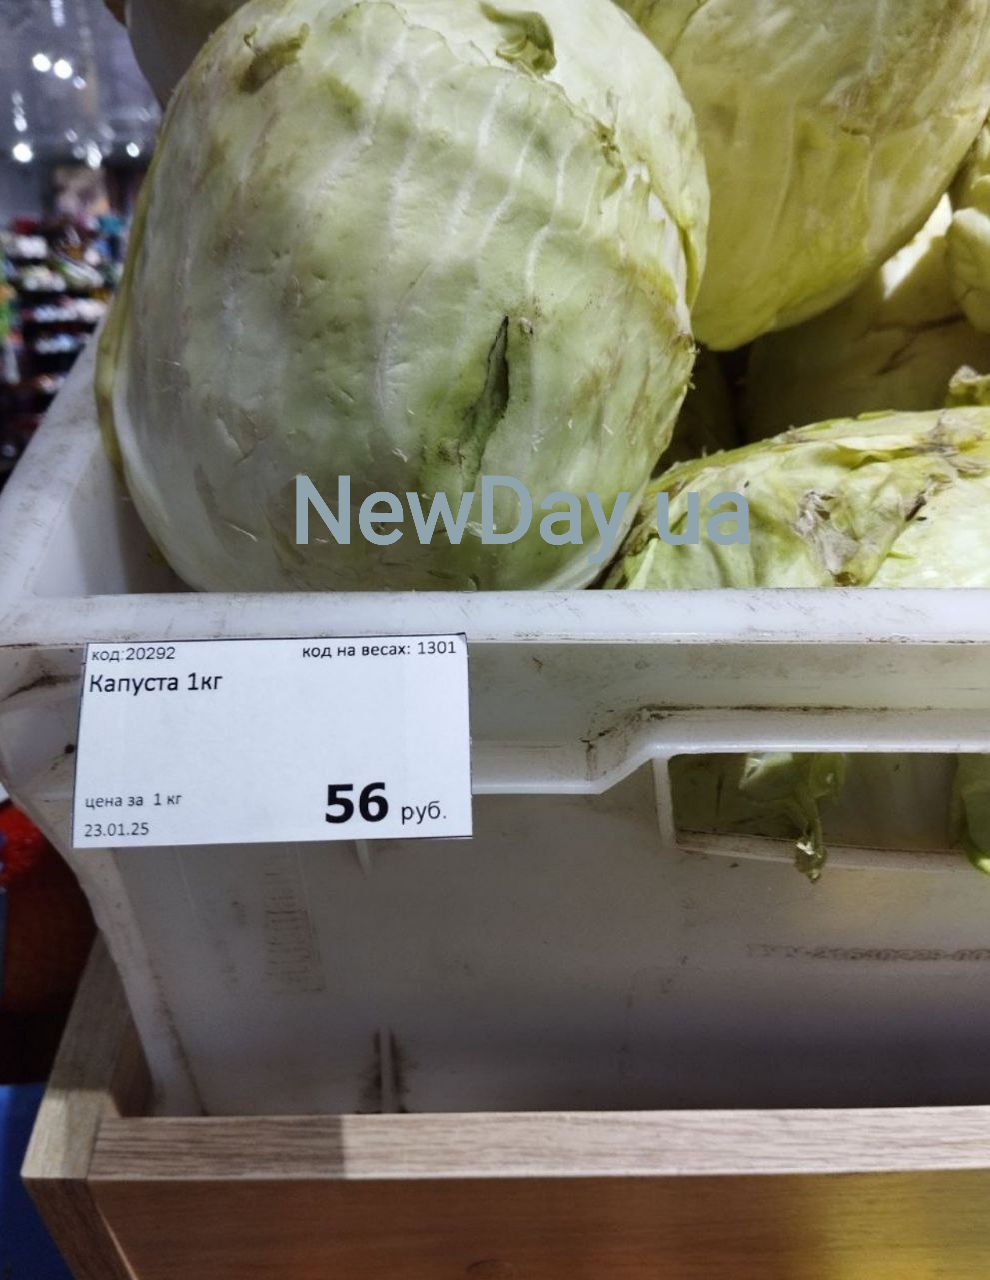 NewDay ua
код:20292 код на весах: 1301
Капуста 1кг
цена за 1 кг 56 руб.
23.01.25